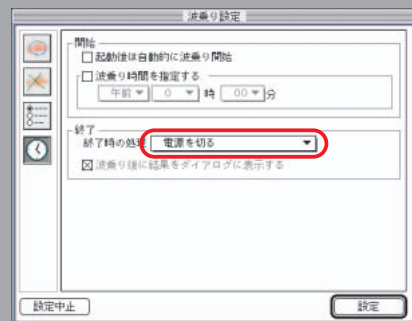 波乗り設定
開始
起動後は自動的に波乗り開始
波乗り時間を指定する
午前 0 時 00 分
終了
終了時の処理 電源を切る
波乗り後に結果をダイアログに表示する
設定中止 設定